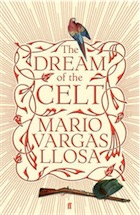 The
DREAM
of the
CELT
MARIO
VARGAS
LLOSA